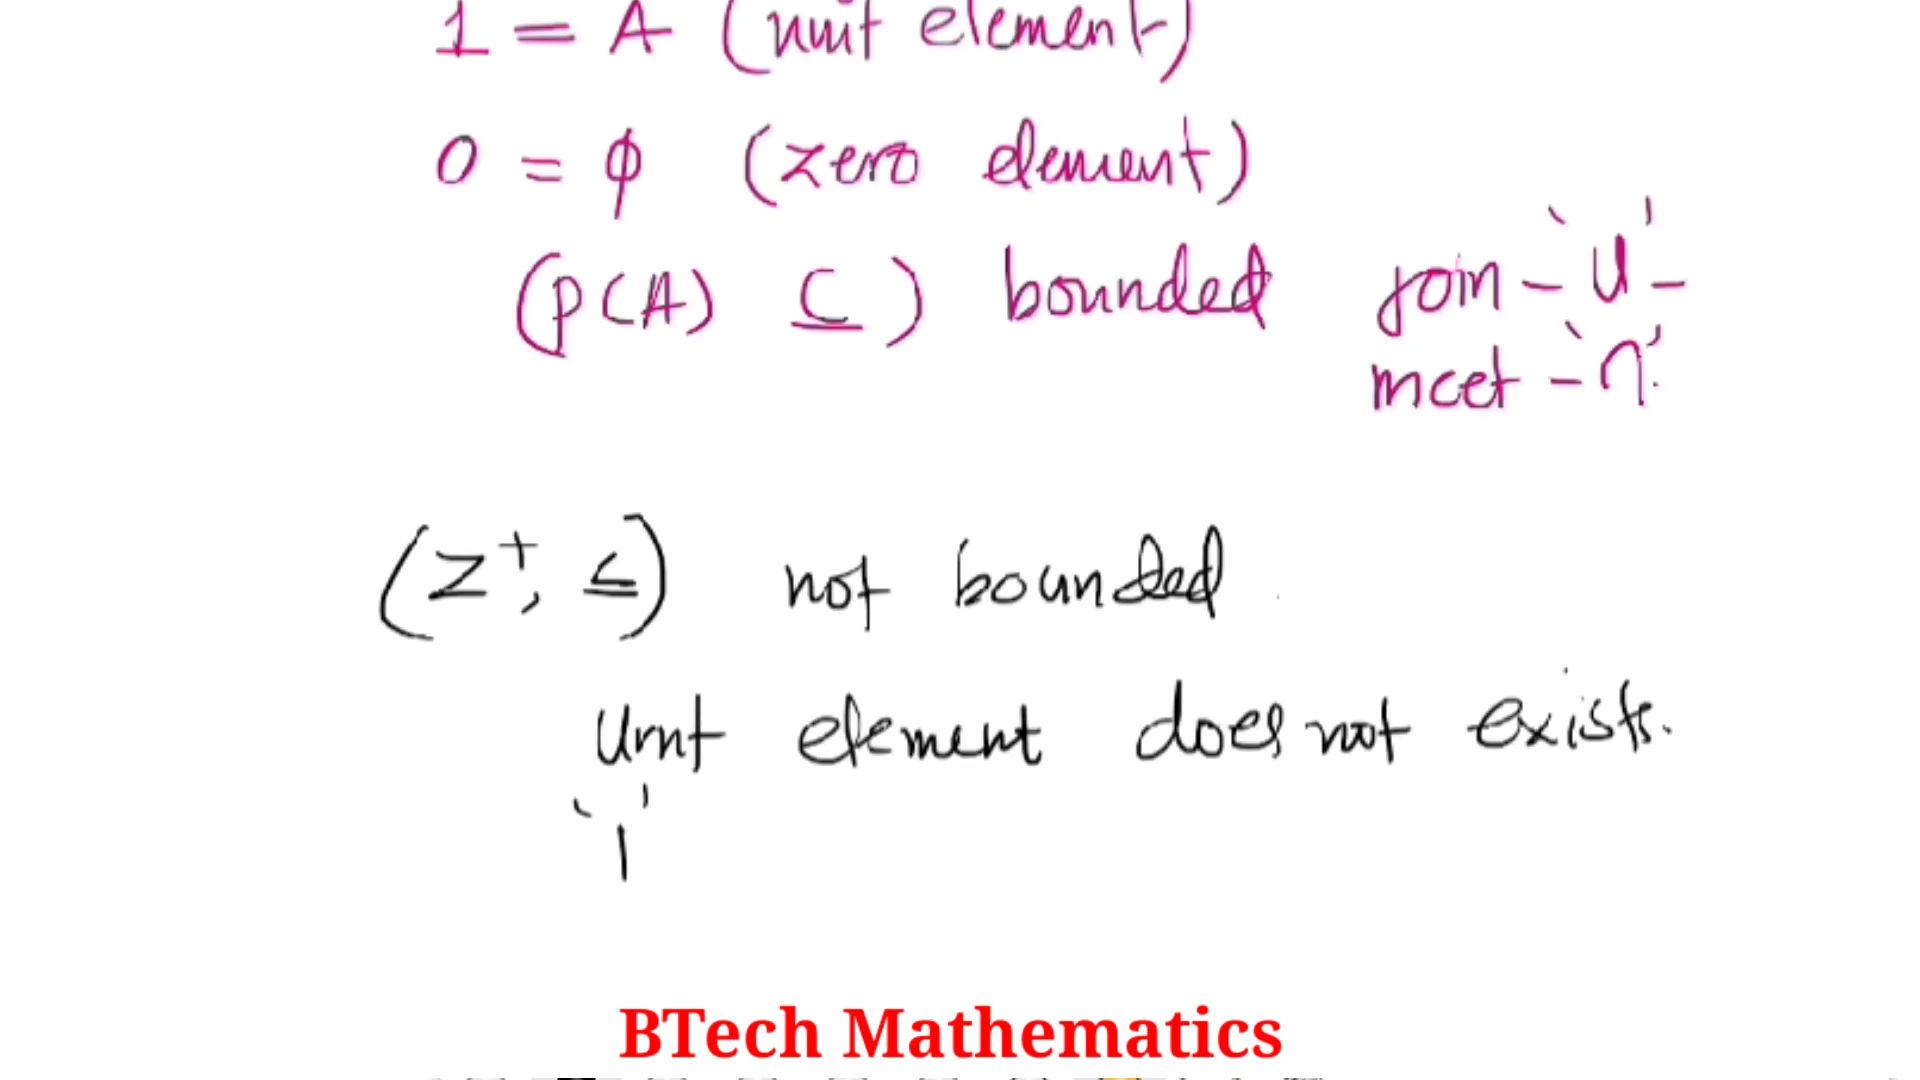 1 = A (unit element)
0 = φ (zero element)
(p(A) ⊆) bounded join - 'U' -
meet - '∩'
(Z⁺, ≤) not bounded
Unit element does not exists.
'1'
BTech Mathematics